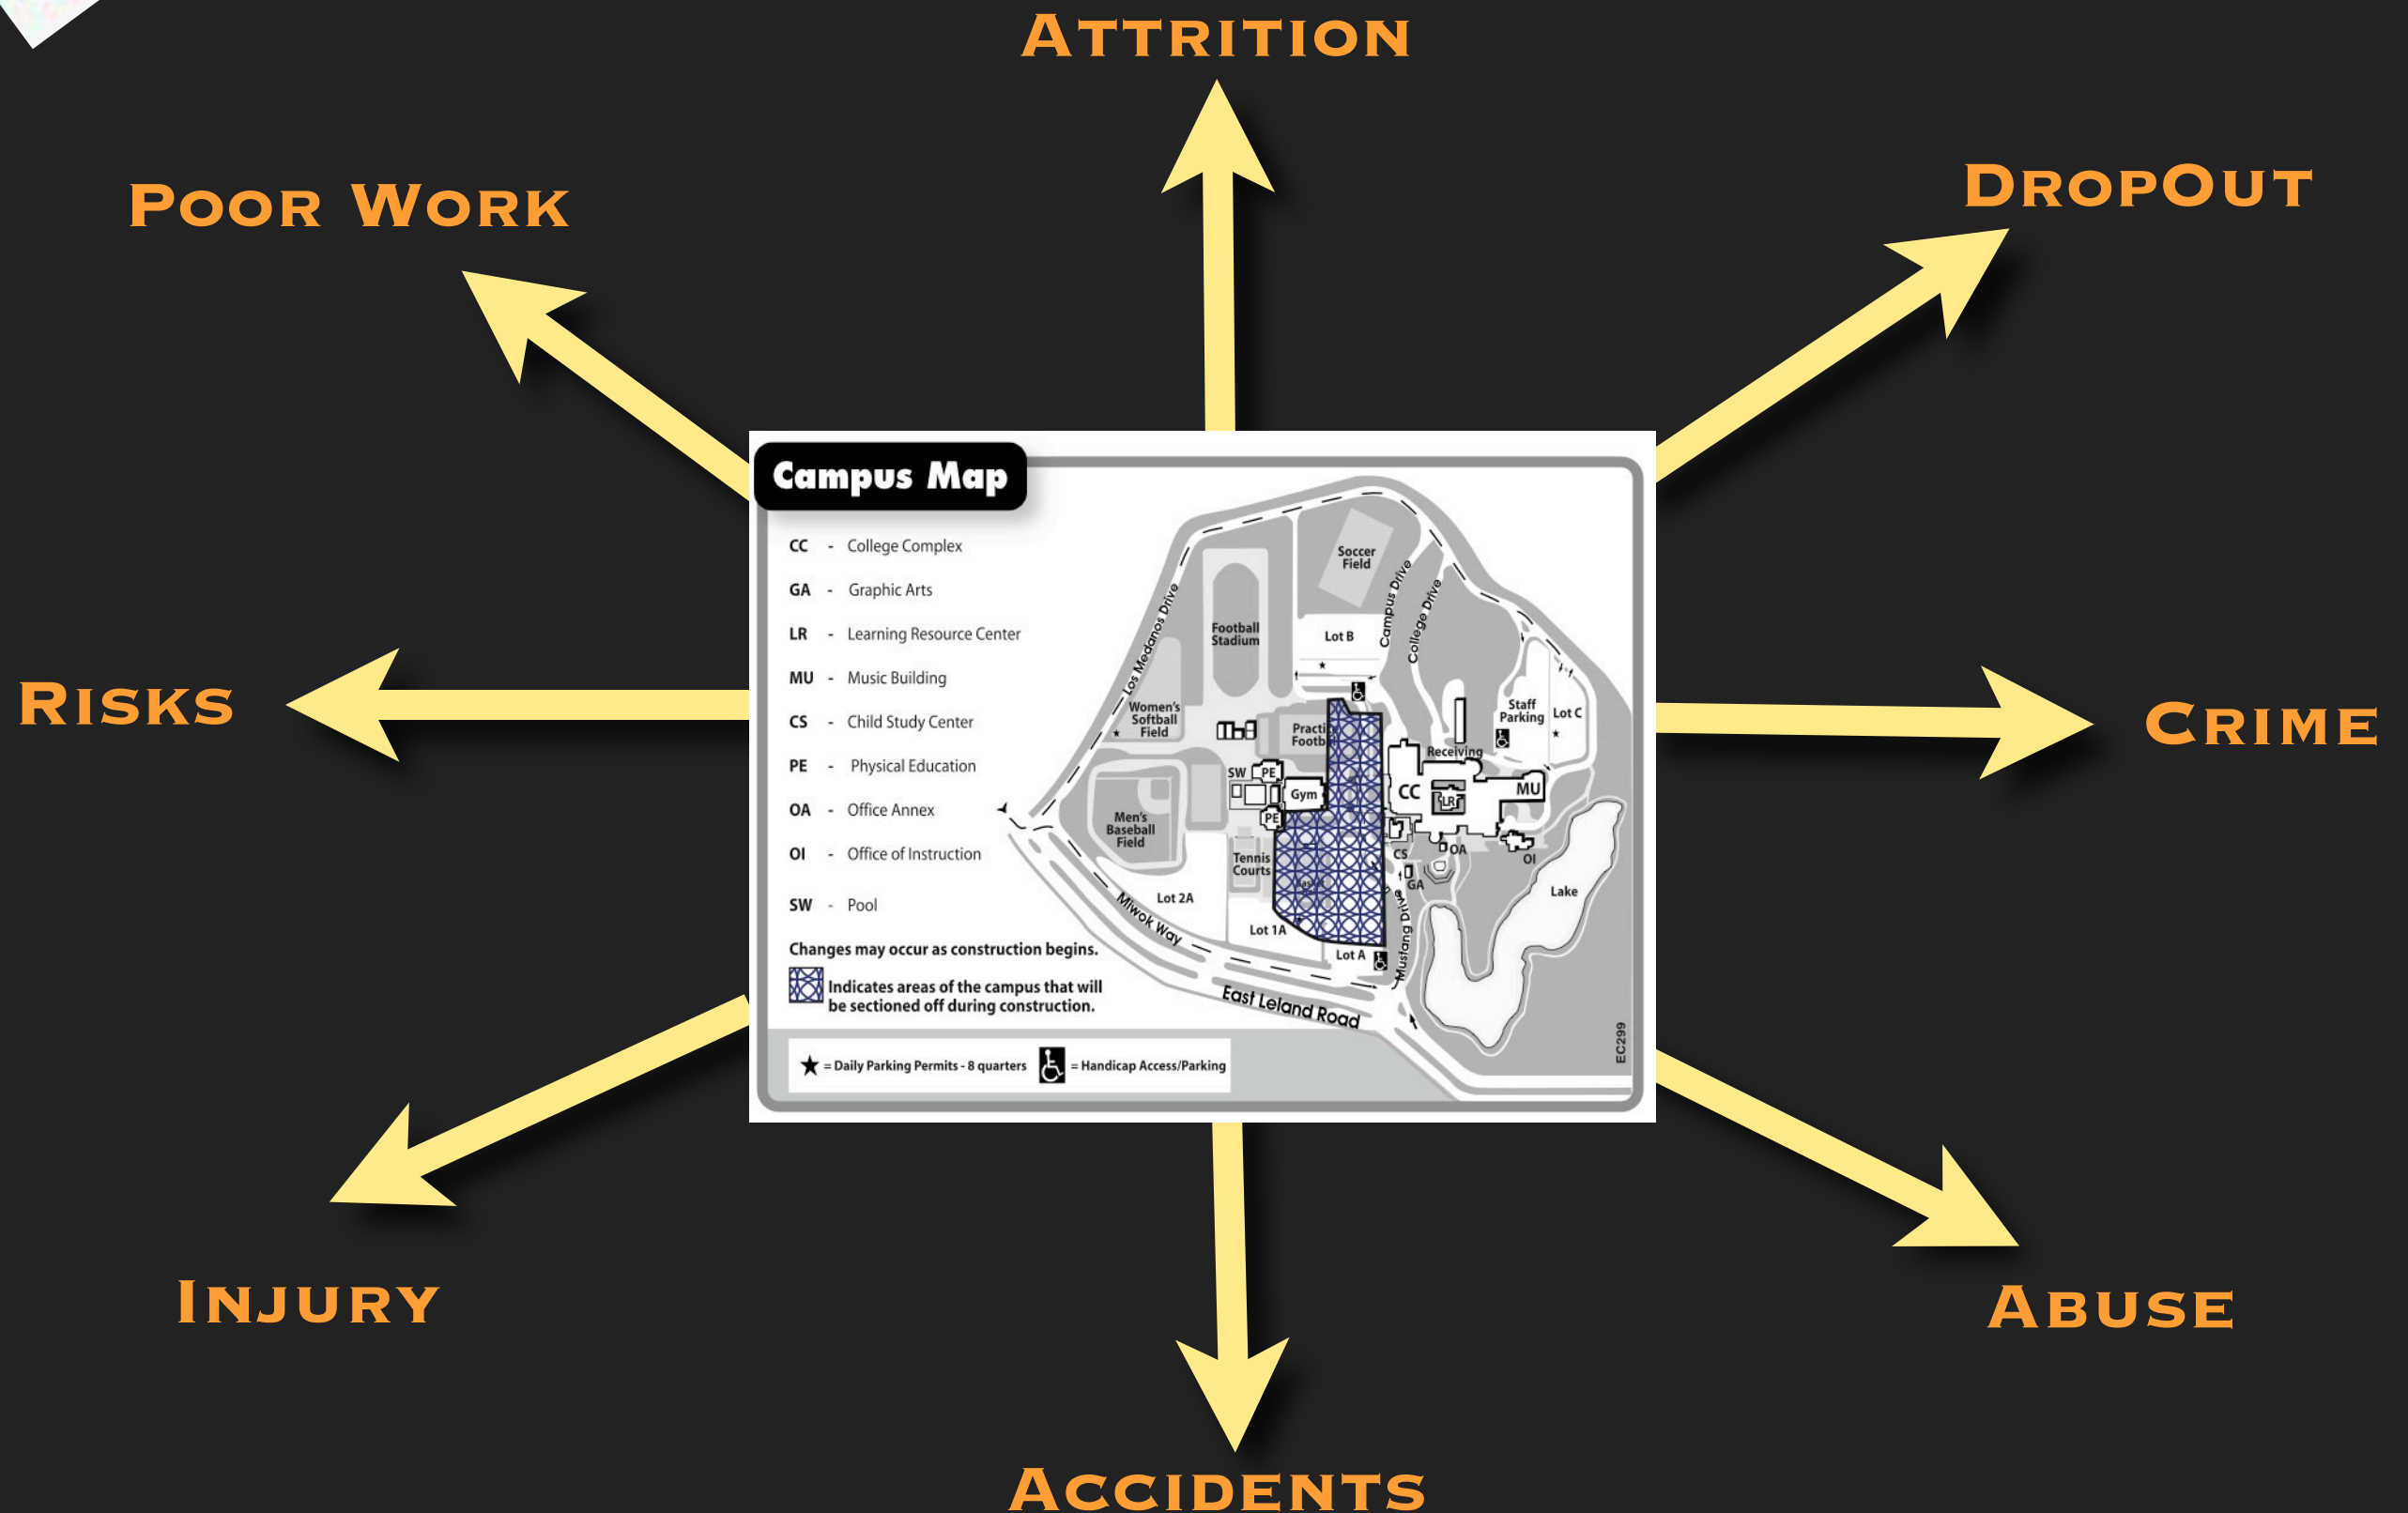 Attrition
DropOut
Poor Work
Risks
Crime
Injury
Abuse
Accidents
Campus Map
CC - College Complex
GA - Graphic Arts
LR - Learning Resource Center
MU - Music Building
CS - Child Study Center
PE - Physical Education
OA - Office Annex
OI - Office of Instruction
SW - Pool
Changes may occur as construction begins.
Indicates areas of the campus that will
be sectioned off during construction.
★ = Daily Parking Permits - 8 quarters
= Handicap Access/Parking
Los Medanos Drive
Soccer
Field
Campus Drive
College Drive
Football
Stadium
Lot B
Women's
Softball
Field
Practi
Footb
Staff
Parking
Lot C
Receiving
SW
PE
Gym
CC
LR
MU
PE
Men's
Baseball
Field
Tennis
Courts
CS
OA
OI
GA
Lake
Lot 2A
Miwok Way
Lot 1A
Lot A
Mustang Drive
East Leland Road
EC299